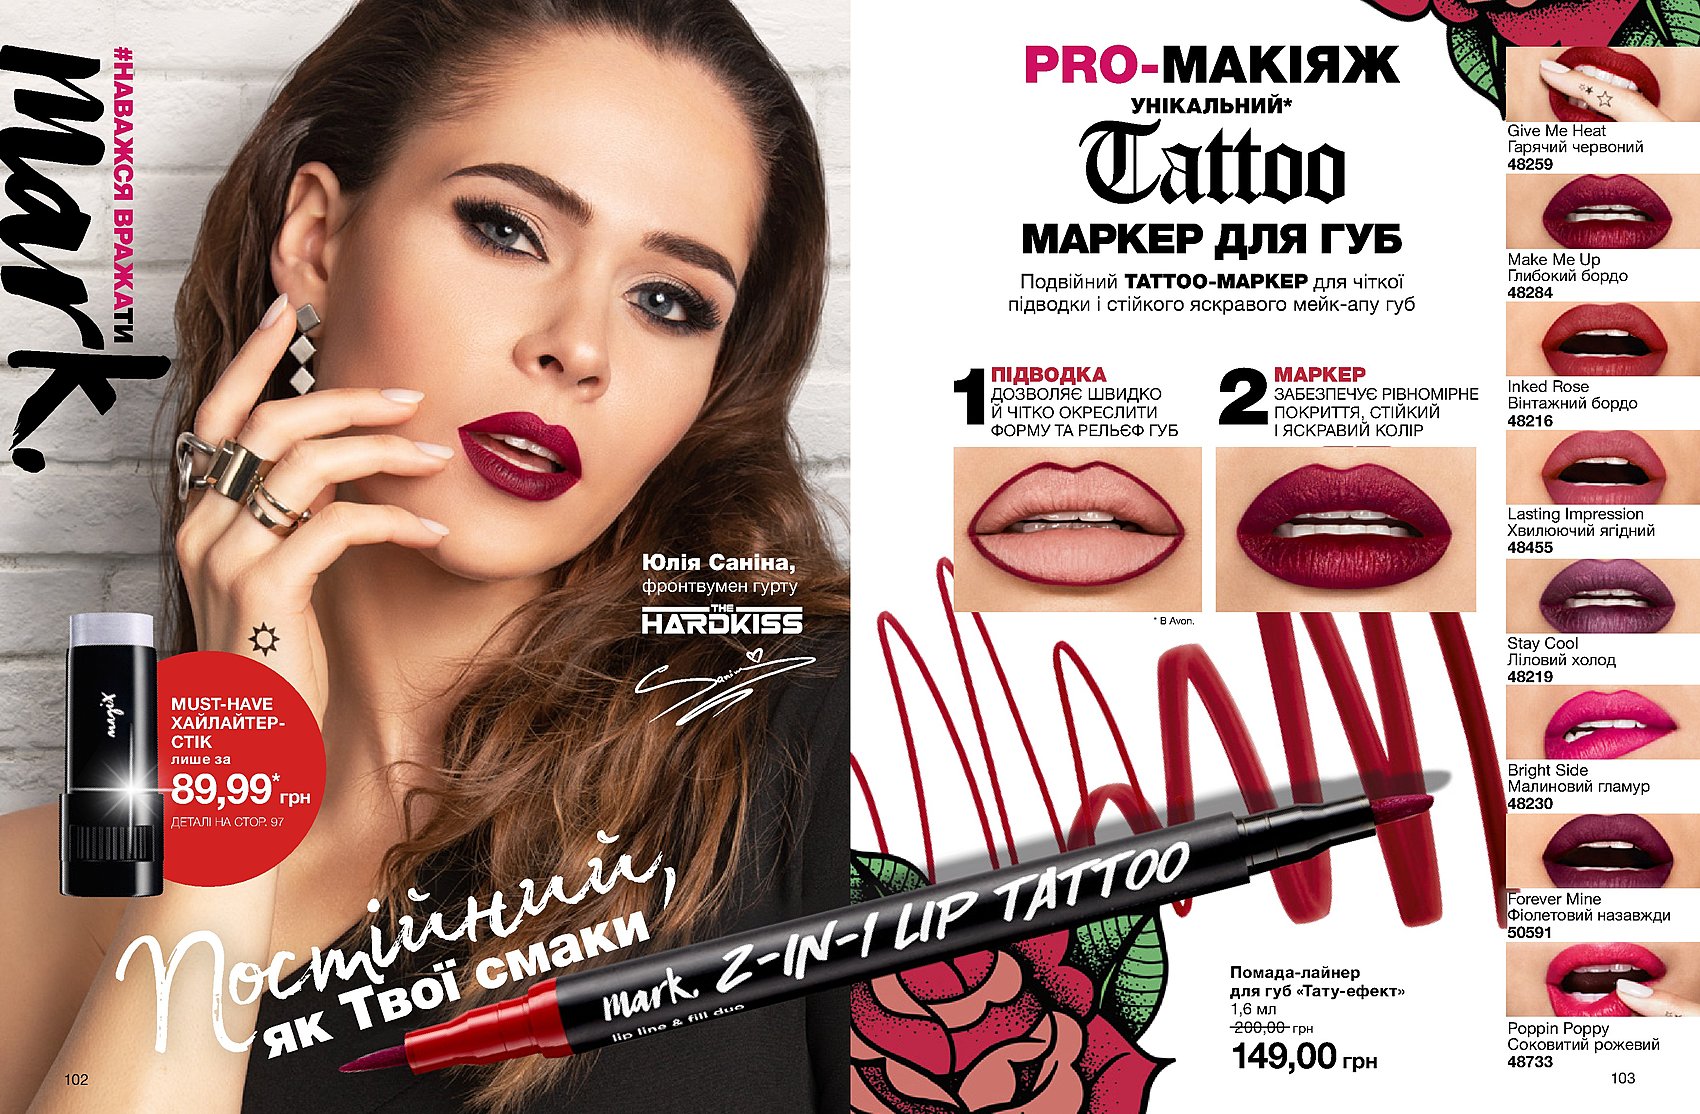 mark.
#НАВАЖСЯ ВРАЖАТИ
Юлія Саніна,
фронтвумен гурту
THE
HARDKISS
Sanina
mark.
MUST-HAVE
ХАЙЛАЙТЕР-
СТІК
лише за
89,99* грн
ДЕТАЛІ НА СТОР. 97
Постійний,
як Твої смаки
mark. 2-IN-1 LIP TATTOO
lip line & fill duo
102
PRO-МАКІЯЖ
УНІКАЛЬНИЙ*
Tattoo
МАРКЕР ДЛЯ ГУБ
Подвійний TATTOO-МАРКЕР для чіткої
підводки і стійкого яскравого мейк-апу губ
1 ПІДВОДКА
ДОЗВОЛЯЄ ШВИДКО
Й ЧІТКО ОКРЕСЛИТИ
ФОРМУ ТА РЕЛЬЄФ ГУБ
2 МАРКЕР
ЗАБЕЗПЕЧУЄ РІВНОМІРНЕ
ПОКРИТТЯ, СТІЙКИЙ
І ЯСКРАВИЙ КОЛІР
* В Avon.
Помада-лайнер
для губ «Тату-ефект»
1,6 мл
200,00 грн
149,00 грн
Give Me Heat
Гарячий червоний
48259
Make Me Up
Глибокий бордо
48284
Inked Rose
Вінтажний бордо
48216
Lasting Impression
Хвилюючий ягідний
48455
Stay Cool
Ліловий холод
48219
Bright Side
Малиновий гламур
48230
Forever Mine
Фіолетовий назавжди
50591
Poppin Poppy
Соковитий рожевий
48733
103